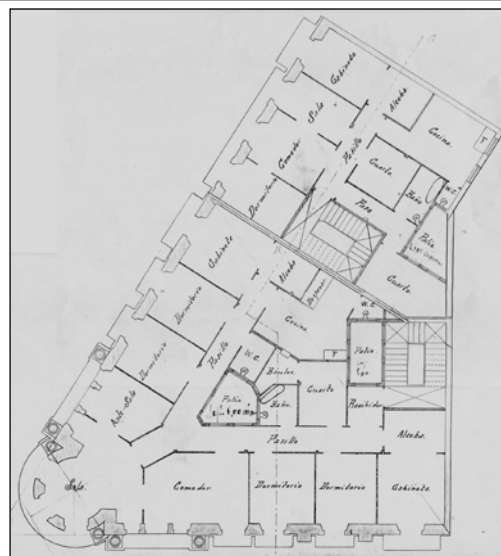 Gabinete
Alcoba
Sala
Cocina
Comedor
Pasillo
Cuarto
Baño
W.C.
T
Dormitorio
Paso
Patio
Cuarto
Gabinete
Alcoba
Despensa
Dormitorio
Cocina
W.C.
Pasillo
Patio
T
Dormitorio
W.C.
Ante-Sala
Patio
Baño
Cuarto
Recibidor
Pasillo
Alcoba
Sala
Comedor
Dormitorio
Dormitorio
Gabinete